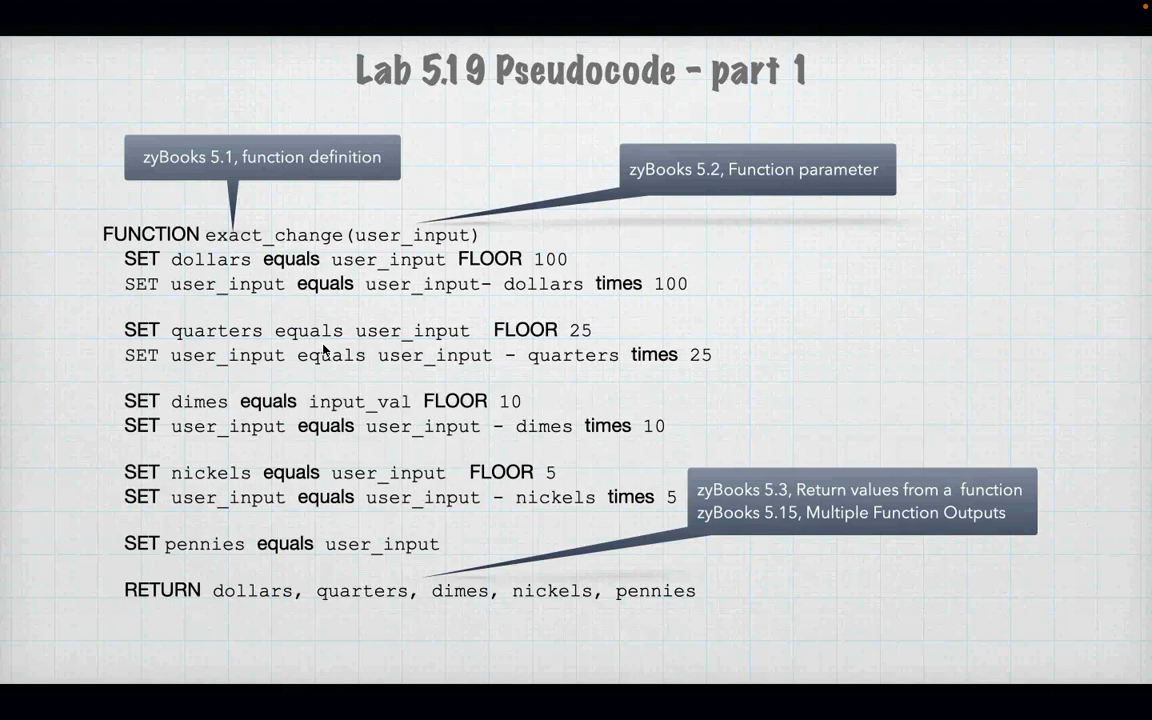 Lab 5.19 Pseudocode - part 1
zyBooks 5.1, function definition
zyBooks 5.2, Function parameter
FUNCTION exact_change(user_input)
SET dollars equals user_input FLOOR 100
SET user_input equals user_input- dollars times 100
SET quarters equals user_input FLOOR 25
SET user_input equals user_input - quarters times 25
SET dimes equals input_val FLOOR 10
SET user_input equals user_input - dimes times 10
SET nickels equals user_input FLOOR 5
SET user_input equals user_input - nickels times 5
zyBooks 5.3, Return values from a function
zyBooks 5.15, Multiple Function Outputs
SET pennies equals user_input
RETURN dollars, quarters, dimes, nickels, pennies